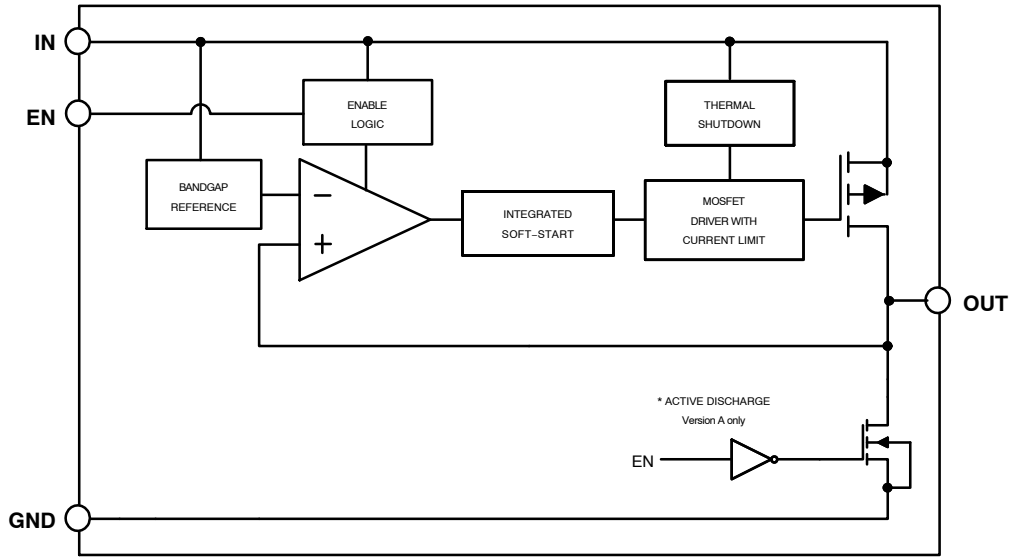 IN
EN
ENABLE
LOGIC
THERMAL
SHUTDOWN
BANDGAP
REFERENCE
−
+
INTEGRATED
SOFT−START
MOSFET
DRIVER WITH
CURRENT LIMIT
OUT
* ACTIVE DISCHARGE
Version A only
EN
GND